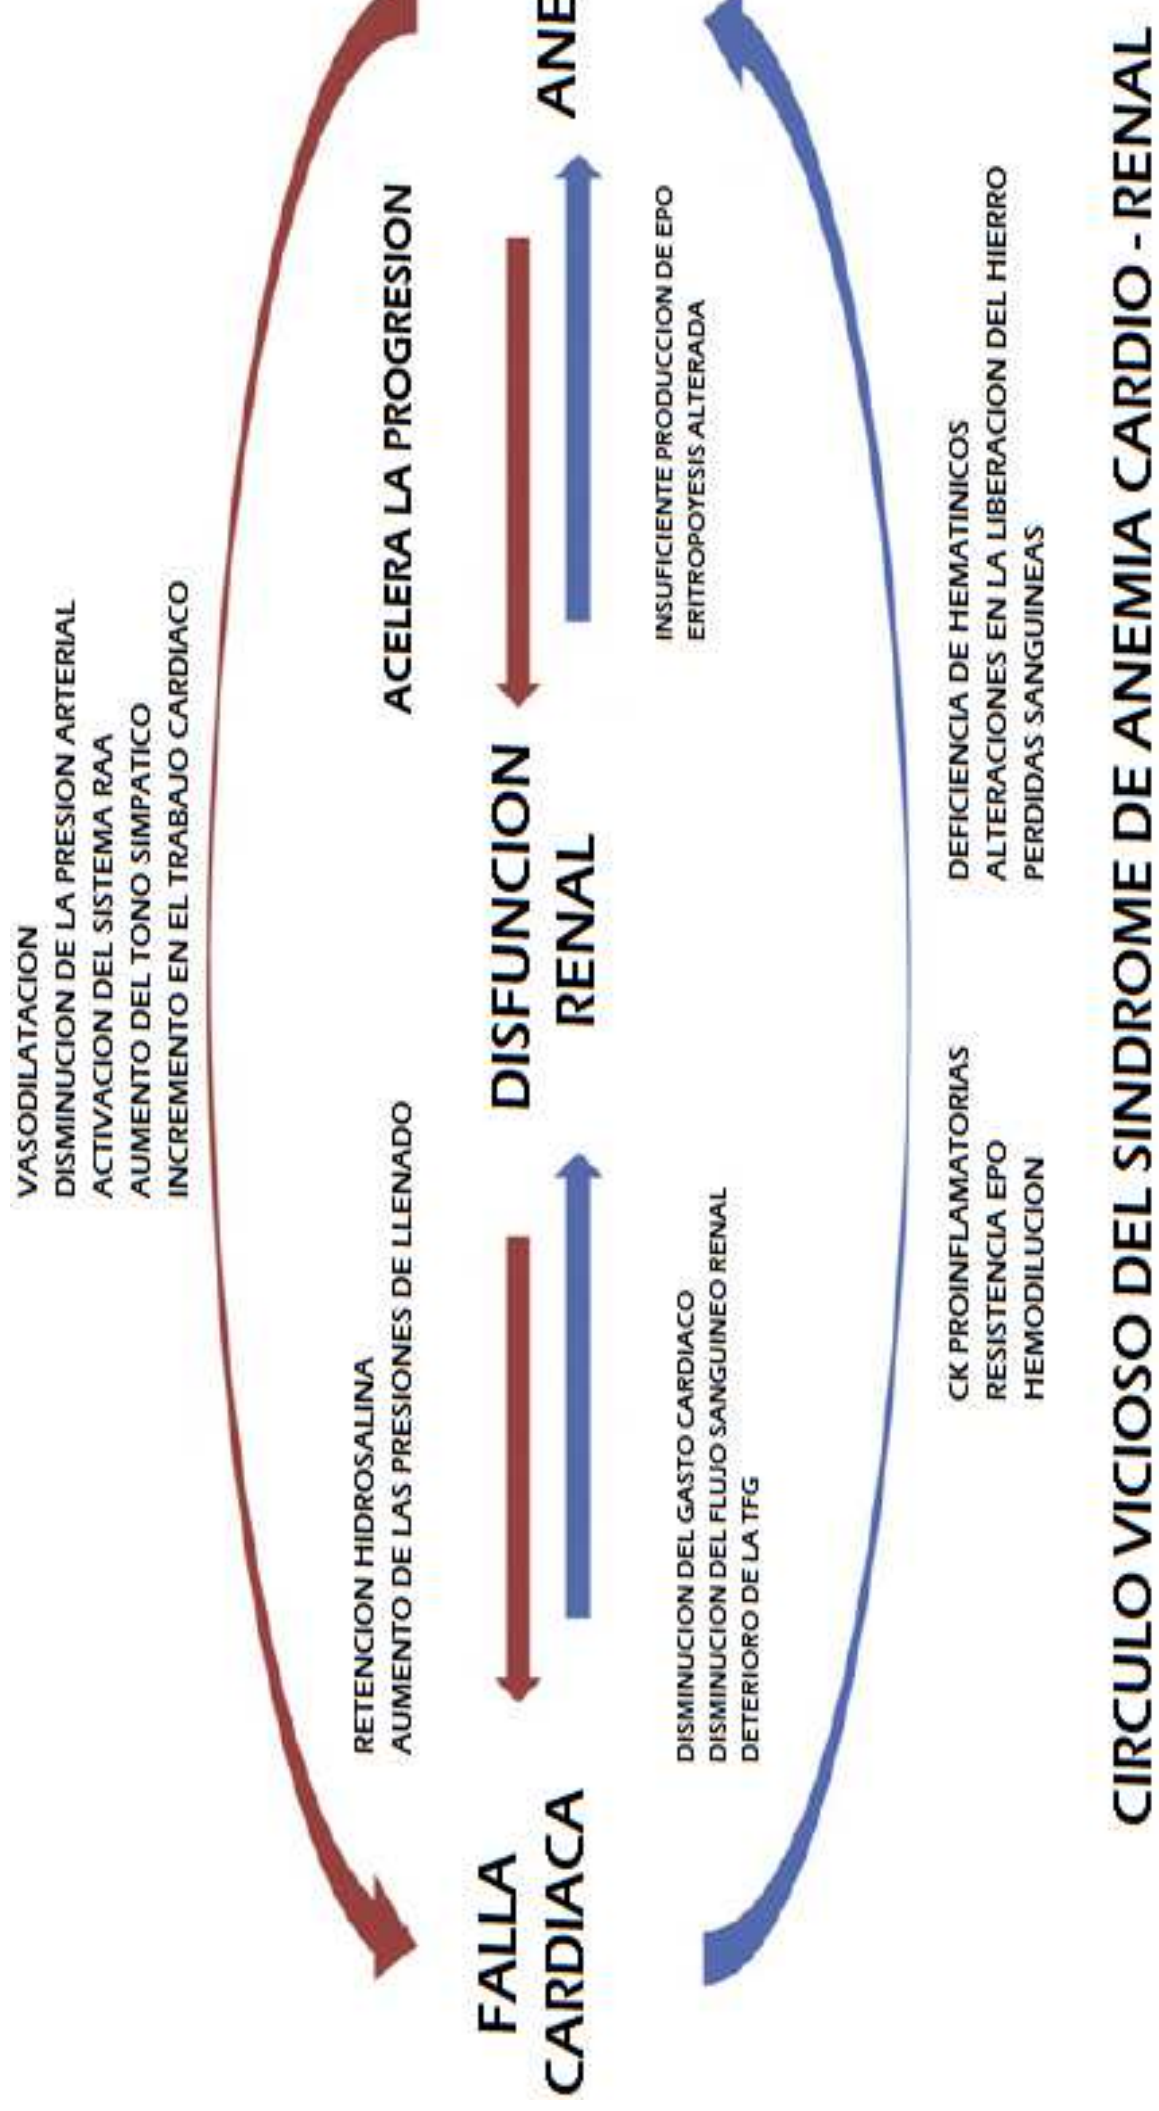 VASODILATACION
DISMINUCION DE LA PRESION ARTERIAL
ACTIVACION DEL SISTEMA RAA
AUMENTO DEL TONO SIMPATICO
INCREMENTO EN EL TRABAJO CARDIACO
RETENCION HIDROSALINA
AUMENTO DE LAS PRESIONES DE LLENADO
ACELERA LA PROGRESION
FALLA
CARDIACA
DISFUNCION
RENAL
ANE
DISMINUCION DEL GASTO CARDIACO
DISMINUCION DEL FLUJO SANGUINEO RENAL
DETERIORO DE LA TFG
INSUFICIENTE PRODUCCION DE EPO
ERITROPOYESIS ALTERADA
CK PROINFLAMATORIAS
RESISTENCIA EPO
HEMODILUCION
DEFICIENCIA DE HEMATINICOS
ALTERACIONES EN LA LIBERACION DEL HIERRO
PERDIDAS SANGUINEAS
CIRCULO VICIOSO DEL SINDROME DE ANEMIA CARDIO - RENAL